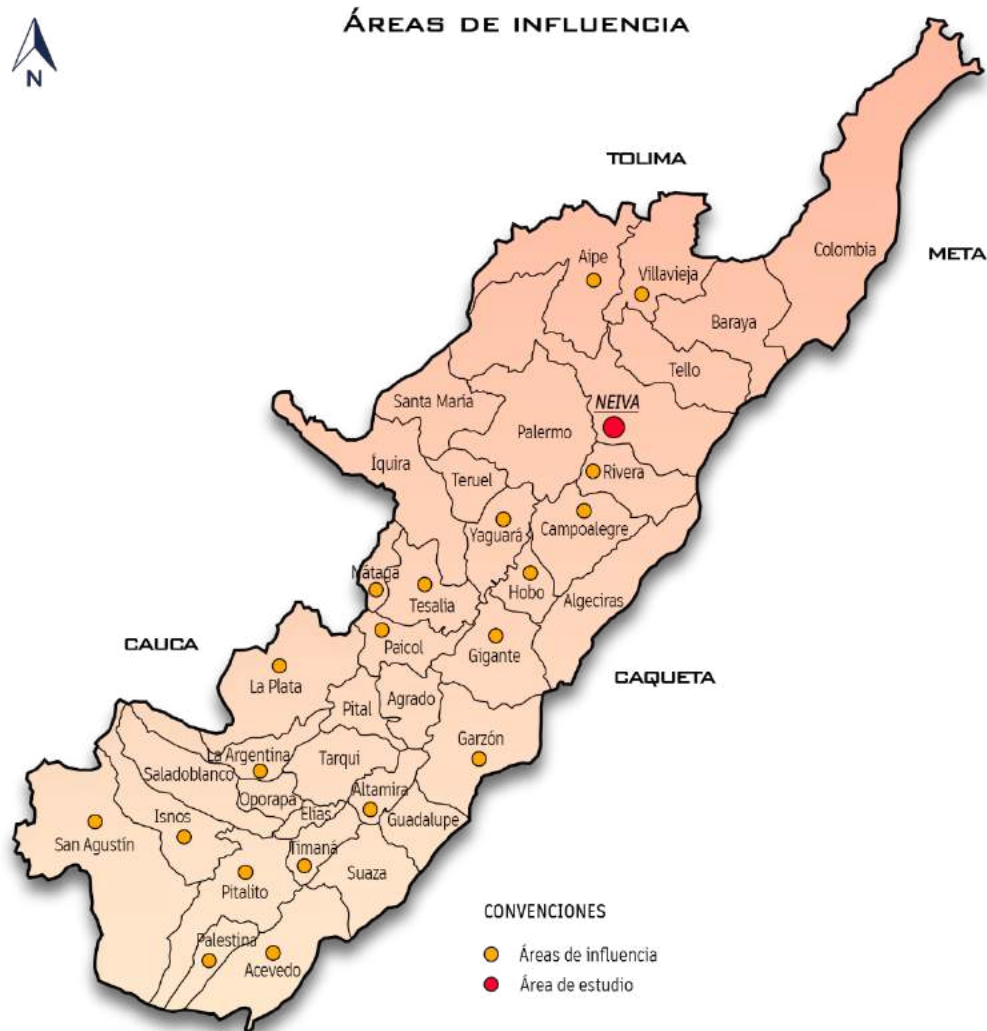 ÁREAS DE INFLUENCIA
N
TOLIMA
Colombia
META
Aipe
Villavieja
Baraya
Tello
Santa María
NEIVA
Palermo
Íquira
Rivera
Teruel
Yaguará
Campoalegre
Nátaga
Tesalia
Hobo
Algeciras
CAUCA
Paicol
Gigante
CAQUETA
La Plata
Pital
Agrado
Garzón
La Argentina
Tarqui
Saladoblanco
Oporapa
Altamira
Elías
Guadalupe
Isnos
San Agustín
Timaná
Suaza
Pitalito
Palestina
Acevedo
CONVENCIONES
Áreas de influencia
Área de estudio